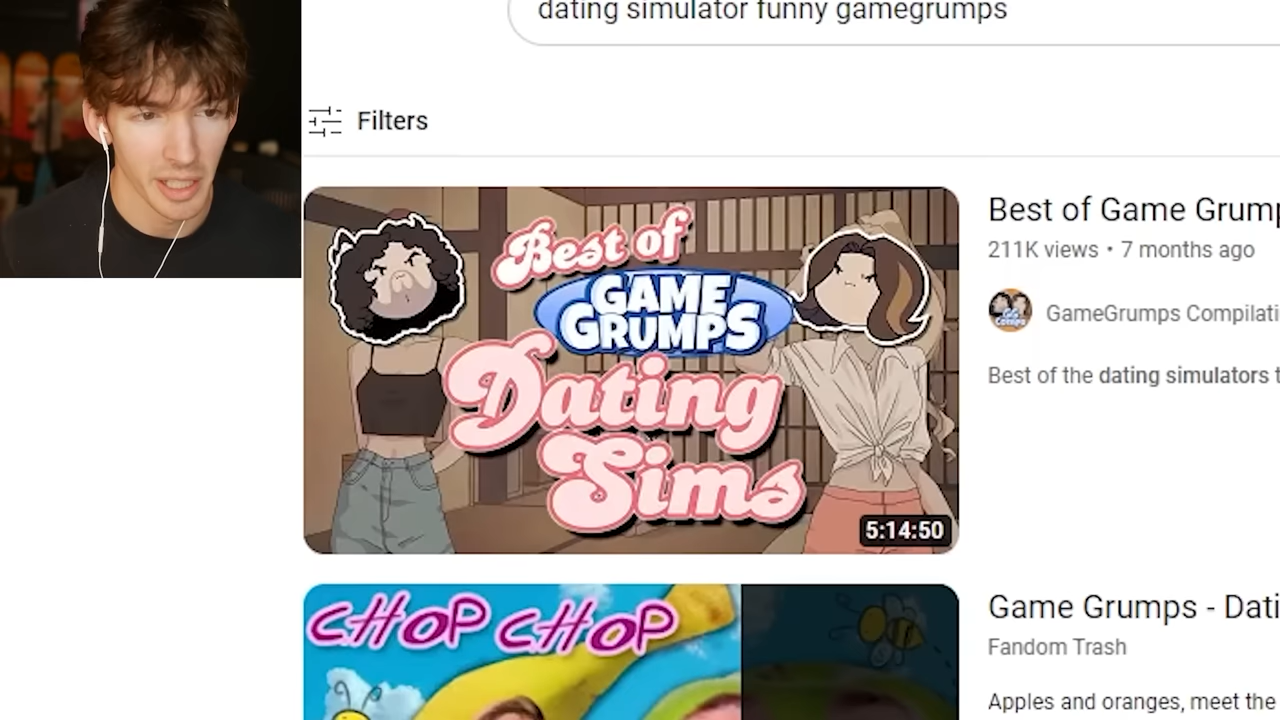 dating simulator funny gamegrumps
Filters
Best of
GAME
GRUMPS
Dating
Sims
5:14:50
Best of Game Grump
211K views • 7 months ago
GameGrumps Compilati
Best of the dating simulators t
CHOP CHOP
Game Grumps - Dati
Fandom Trash
Apples and oranges, meet the